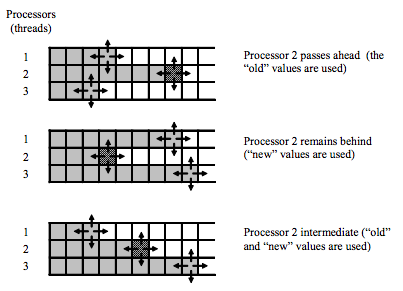 Processors
(threads)
1
2
3
Processor 2 passes ahead (the
“old” values are used)
1
2
3
Processor 2 remains behind
(“new” values are used)
1
2
3
Processor 2 intermediate (“old”
and “new” values are used)